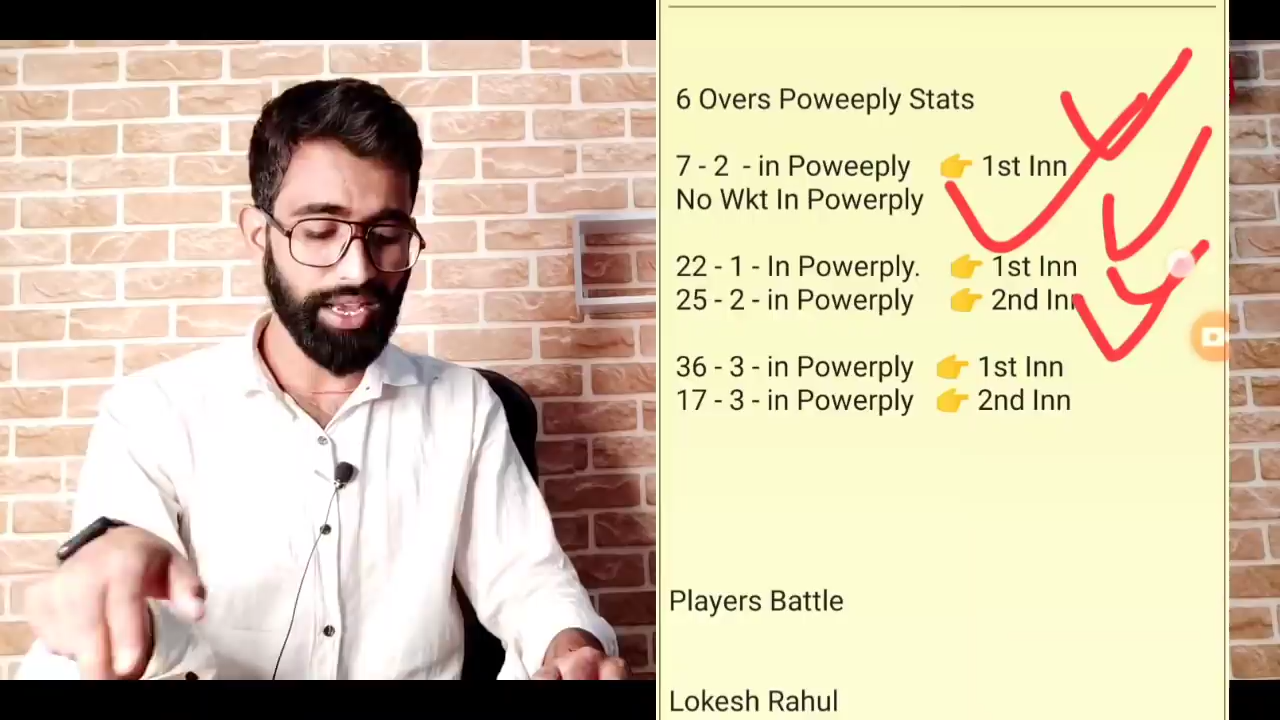 6 Overs Poweeply Stats
7 - 2 - in Poweeply 👉 1st Inn
No Wkt In Powerply
22 - 1 - In Powerply. 👉 1st Inn
25 - 2 - in Powerply 👉 2nd Inn
36 - 3 - in Powerply 👉 1st Inn
17 - 3 - in Powerply 👉 2nd Inn
Players Battle
Lokesh Rahul